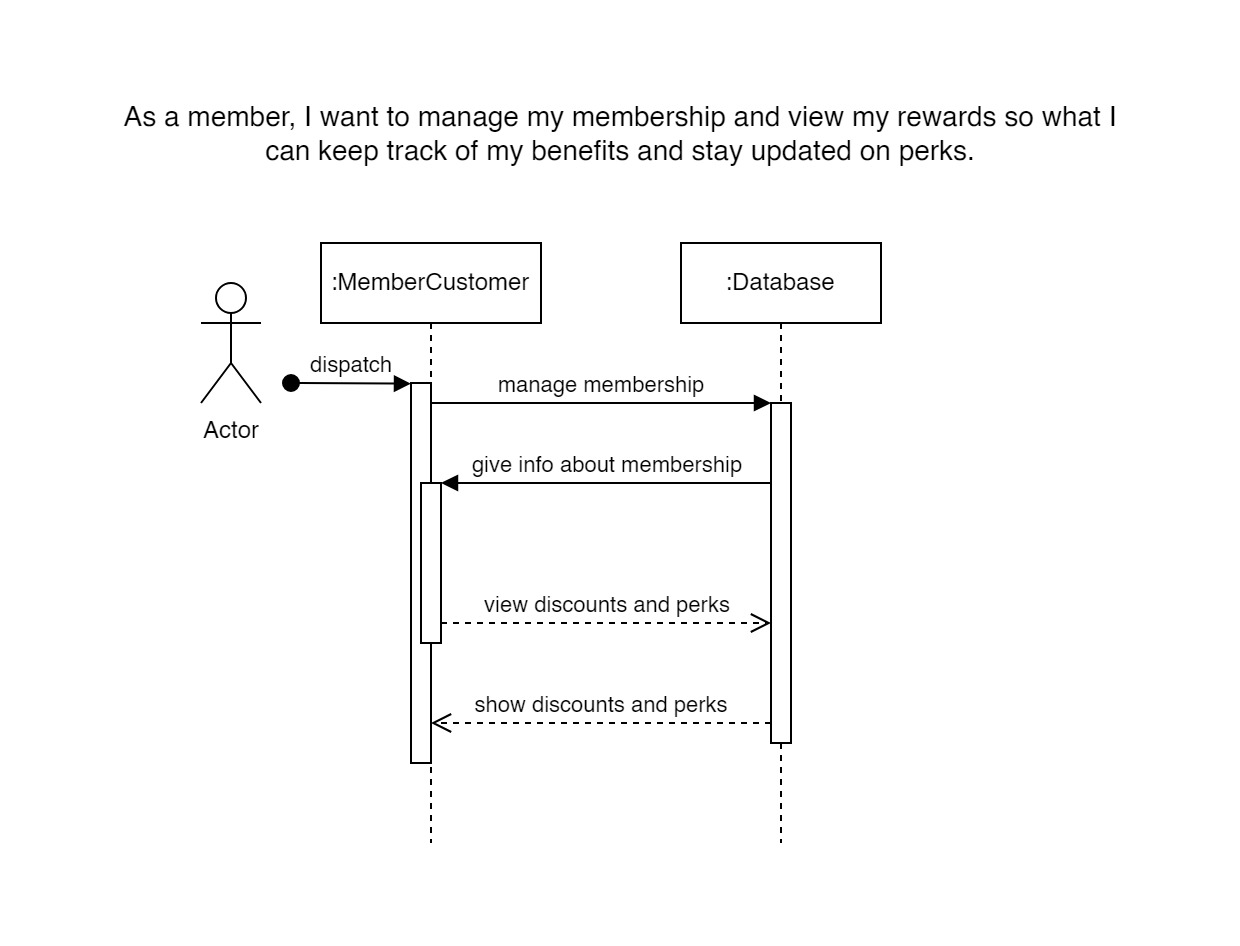 As a member, I want to manage my membership and view my rewards so what I
can keep track of my benefits and stay updated on perks.
:MemberCustomer
:Database
dispatch
manage membership
Actor
give info about membership
view discounts and perks
show discounts and perks